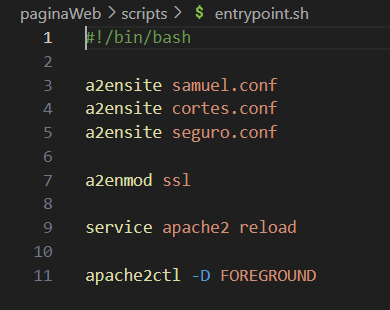 paginaWeb > scripts > $ entrypoint.sh
1 #!/bin/bash
2
3 a2ensite samuel.conf
4 a2ensite cortes.conf
5 a2ensite seguro.conf
6
7 a2enmod ssl
8
9 service apache2 reload
10
11 apache2ctl -D FOREGROUND